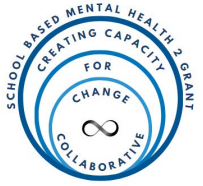 SCHOOL BASED MENTAL HEALTH 2 GRANT
CREATING CAPACITY
FOR
CHANGE
COLLABORATIVE